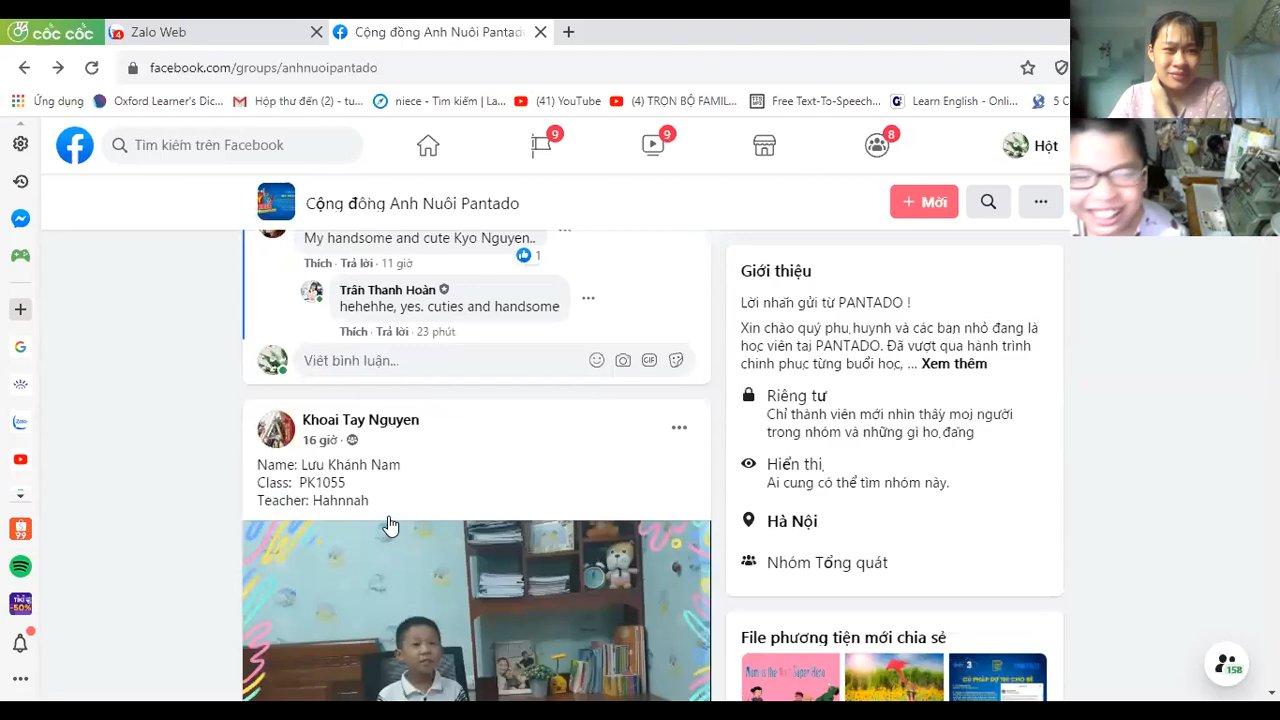 cốc cốc
4
Zalo Web
Cộng đồng Anh Nuôi Pantado
facebook.com/groups/anhnuoipantado
Ứng dụng
Oxford Learner's Dic...
Hộp thư đến (2) - tu...
niece - Tìm kiếm | La...
(41) YouTube
(4) TRỌN BỘ FAMIL...
Free Text-To-Speech...
Learn English - Onl...
5 C
Tìm kiếm trên Facebook
9
9
8
Hột
Cộng đồng Anh Nuôi Pantado
+ Mời
My handsome and cute Kyo Nguyen..
Thích · Trả lời · 11 giờ
1
Trần Thanh Hoàn
hehehhe, yes. cuties and handsome
Thích · Trả lời · 23 phút
Viết bình luận...
GIF
Khoai Tay Nguyen
16 giờ ·
Name: Lưu Khánh Nam
Class: PK1055
Teacher: Hahnnah
Giới thiệu
Lời nhắn gửi từ PANTADO !
Xin chào quý phụ huynh và các bạn nhỏ đang là
học viên tại PANTADO. Đã vượt qua hành trình
chinh phục từng buổi học, ... Xem thêm
Riêng tư
Chỉ thành viên mới nhìn thấy mọi người
trong nhóm và những gì họ đăng
Hiển thị
Ai cũng có thể tìm nhóm này.
Hà Nội
Nhóm Tổng quát
File phương tiện mới chia sẻ
Zalo
99
-50%
158